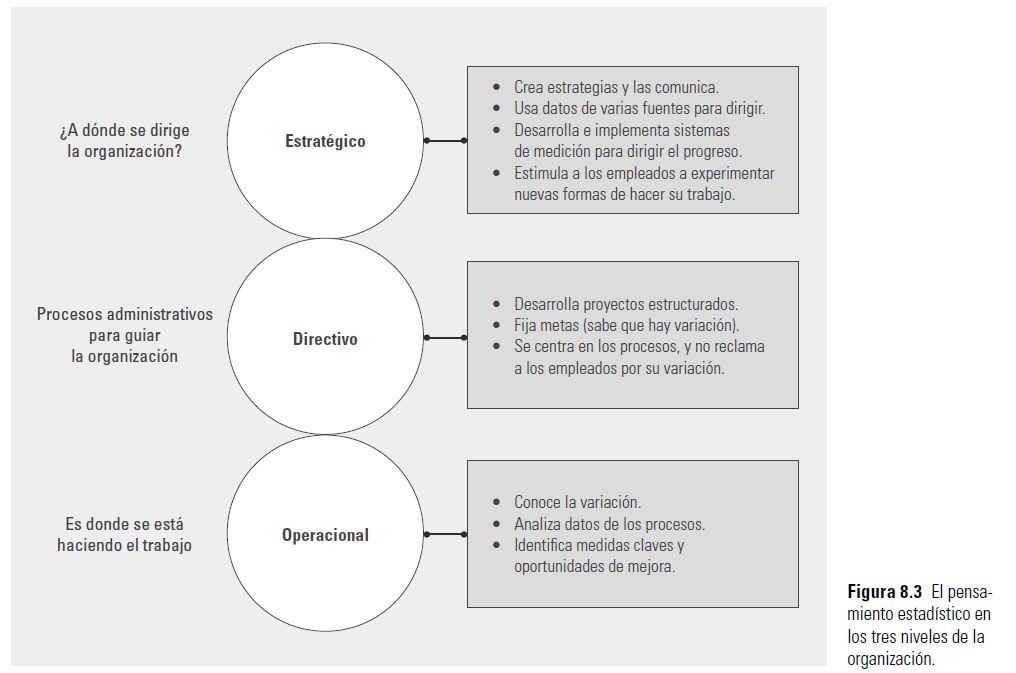 ¿A dónde se dirige
la organización?
Estratégico
• Crea estrategias y las comunica.
• Usa datos de varias fuentes para dirigir.
• Desarrolla e implementa sistemas
de medición para dirigir el progreso.
• Estimula a los empleados a experimentar
nuevas formas de hacer su trabajo.
Procesos administrativos
para guiar
la organización
Directivo
• Desarrolla proyectos estructurados.
• Fija metas (sabe que hay variación).
• Se centra en los procesos, y no reclama
a los empleados por su variación.
Es donde se está
haciendo el trabajo
Operacional
• Conoce la variación.
• Analiza datos de los procesos.
• Identifica medidas claves y
oportunidades de mejora.
Figura 8.3 El pensa-
miento estadístico en
los tres niveles de la
organización.